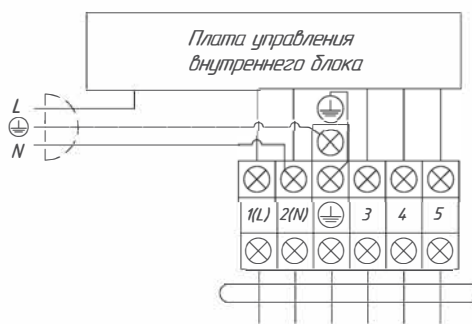 Плата управления
внутреннего блока
L
N
1(L) 2(N) 3 4 5